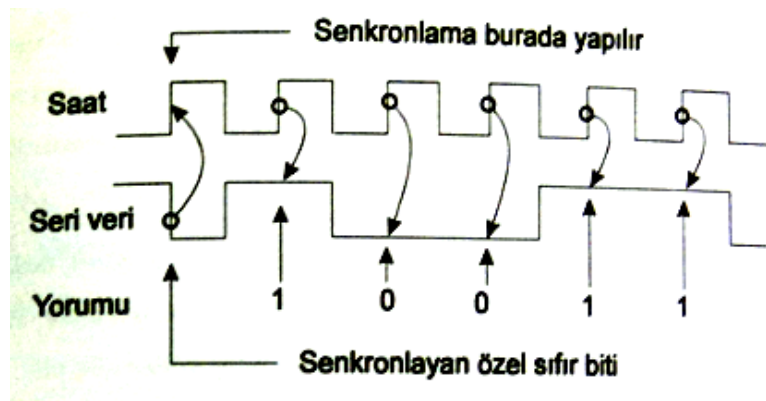 Senkronlama burada yapılır
Saat
Seri veri
Yorumu 1 0 0 1 1
Senkronlayan özel sıfır biti